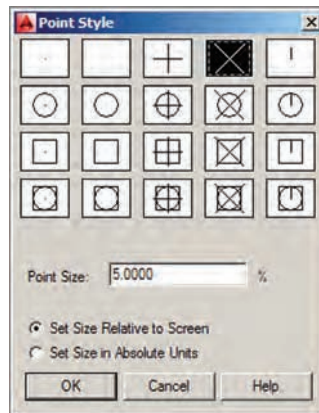 Point Style
Point Size: 5.0000 %
Set Size Relative to Screen
Set Size in Absolute Units
OK Cancel Help